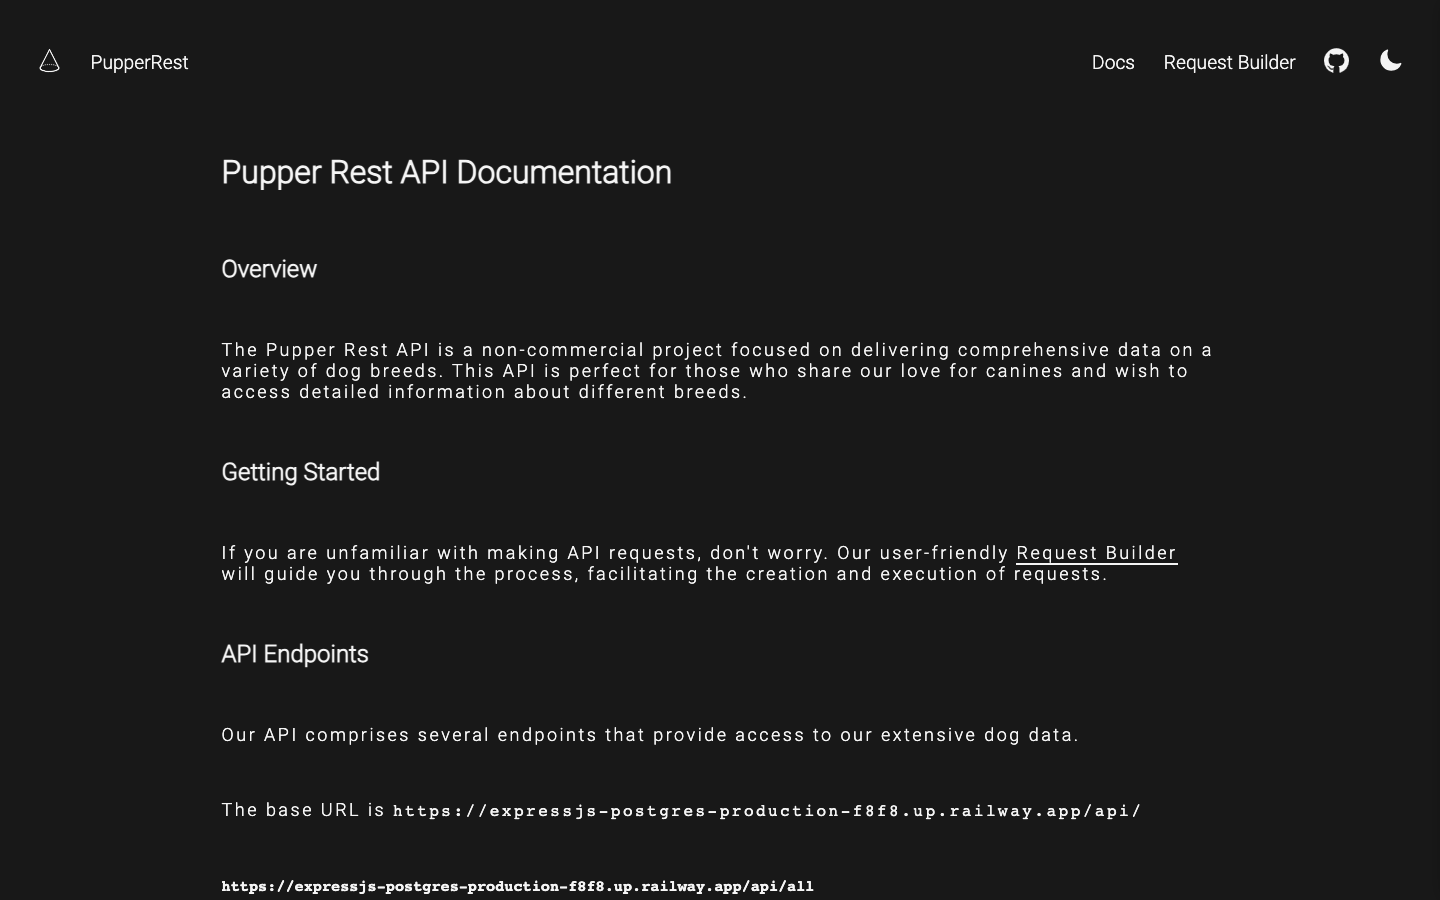 PupperRest
Docs
Request Builder
Pupper Rest API Documentation
Overview
The Pupper Rest API is a non-commercial project focused on delivering comprehensive data on a
variety of dog breeds. This API is perfect for those who share our love for canines and wish to
access detailed information about different breeds.
Getting Started
If you are unfamiliar with making API requests, don't worry. Our user-friendly Request Builder
will guide you through the process, facilitating the creation and execution of requests.
API Endpoints
Our API comprises several endpoints that provide access to our extensive dog data.
The base URL is https://expressjs-postgres-production-f8f8.up.railway.app/api/
https://expressjs-postgres-production-f8f8.up.railway.app/api/all